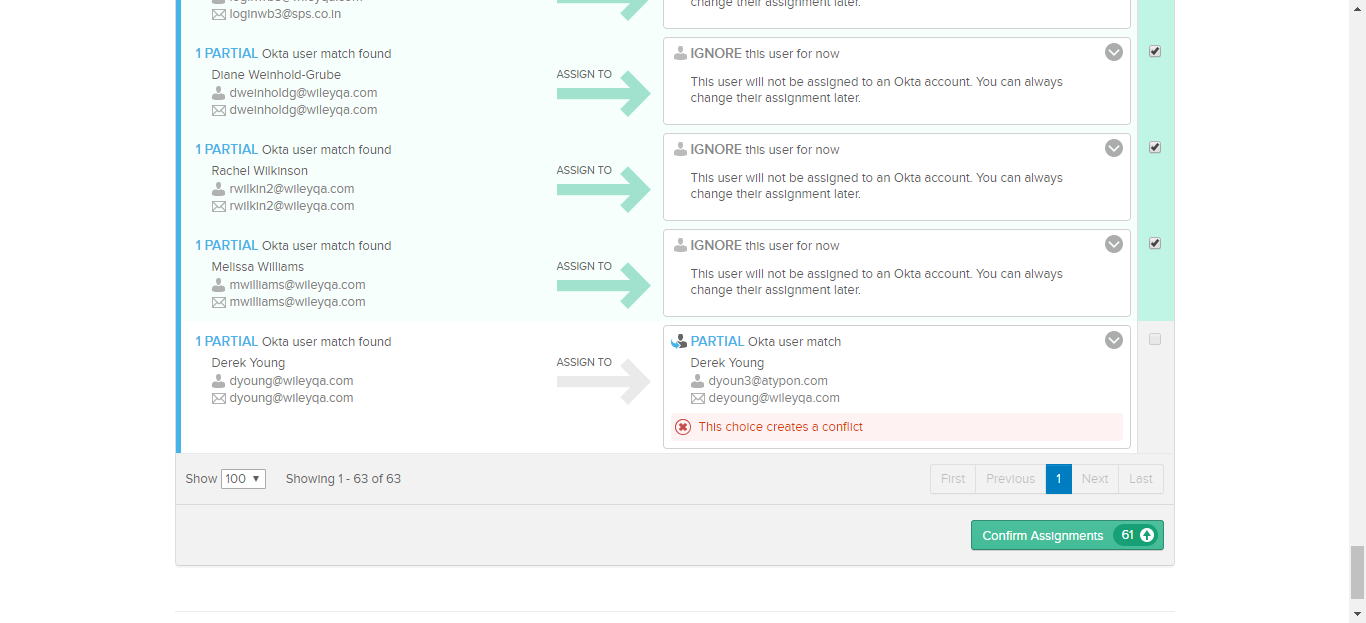 loginwb3@sps.co.in
change their assignment later.
1 PARTIAL Okta user match found
Diane Weinhold-Grube
dweinholdg@wileyqa.com
dweinholdg@wileyqa.com
ASSIGN TO
IGNORE this user for now
This user will not be assigned to an Okta account. You can always
change their assignment later.
1 PARTIAL Okta user match found
Rachel Wilkinson
rwilkin2@wileyqa.com
rwilkin2@wileyqa.com
ASSIGN TO
IGNORE this user for now
This user will not be assigned to an Okta account. You can always
change their assignment later.
1 PARTIAL Okta user match found
Melissa Williams
mwilliams@wileyqa.com
mwilliams@wileyqa.com
ASSIGN TO
IGNORE this user for now
This user will not be assigned to an Okta account. You can always
change their assignment later.
1 PARTIAL Okta user match found
Derek Young
dyoung@wileyqa.com
dyoung@wileyqa.com
ASSIGN TO
PARTIAL Okta user match
Derek Young
dyoun3@atypon.com
deyoung@wileyqa.com
This choice creates a conflict
Show 100 Showing 1 - 63 of 63
First Previous 1 Next Last
Confirm Assignments 61